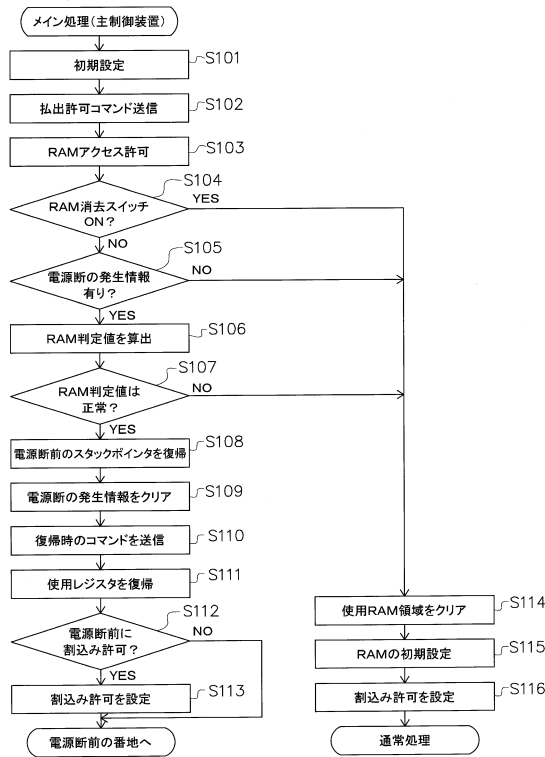 メイン処理(主制御装置)
初期設定
S101
払出許可コマンド送信
S102
RAMアクセス許可
S103
S104
RAM消去スイッチ
ON?
YES
NO
S105
電源断の発生情報
有り?
NO
YES
RAM判定値を算出
S106
S107
RAM判定値は
正常?
NO
YES
電源断前のスタックポインタを復帰
S108
電源断の発生情報をクリア
S109
復帰時のコマンドを送信
S110
使用レジスタを復帰
S111
S112
電源断前に
割込み許可?
NO
YES
割込み許可を設定
S113
電源断前の番地へ
使用RAM領域をクリア
S114
RAMの初期設定
S115
割込み許可を設定
S116
通常処理